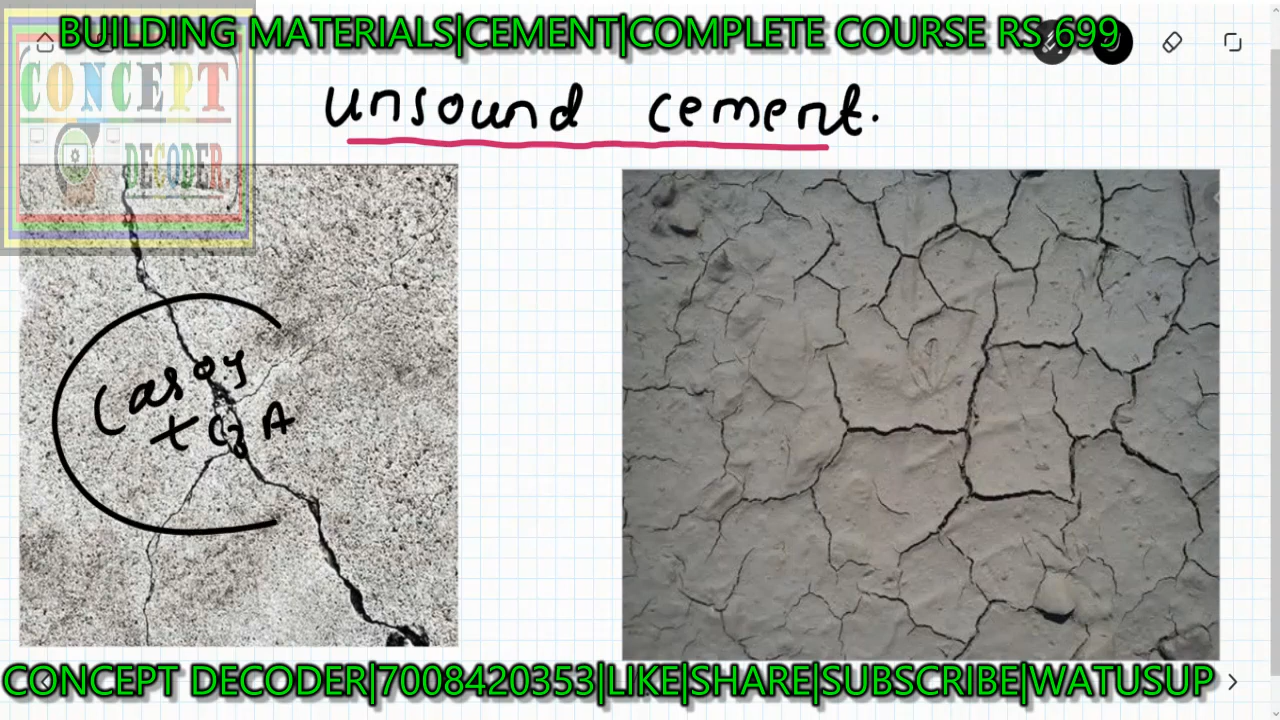 BUILDING MATERIALS|CEMENT|COMPLETE COURSE RS 699
CONCEPT
DECODER
unsound cement.
Caso4
+ C3A
CONCEPT DECODER|7008420353|LIKE|SHARE|SUBSCRIBE|WATUSUP